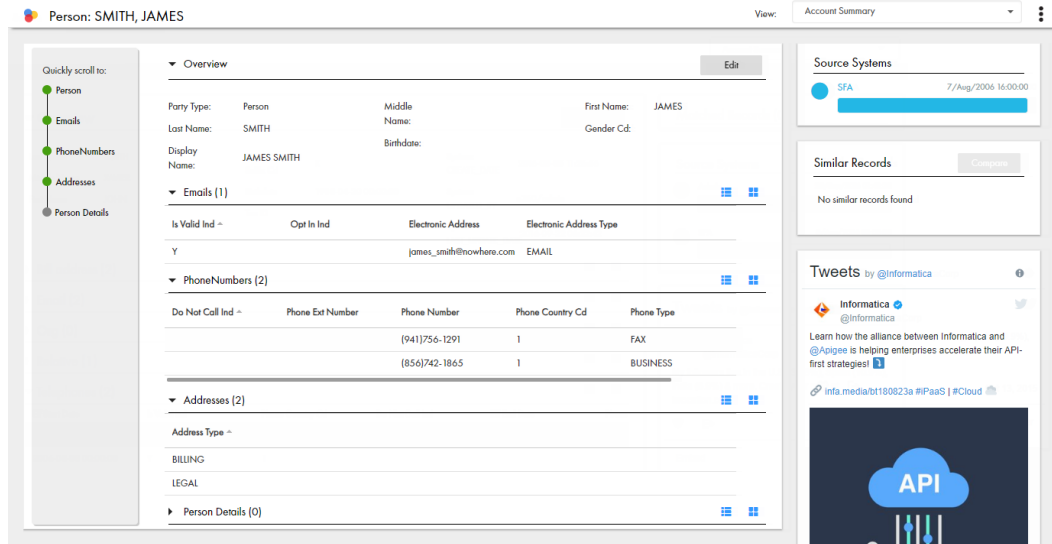 Person: SMITH, JAMES
View:
Account Summary
Quickly scroll to:
Person
Emails
PhoneNumbers
Addresses
Person Details
Overview
Edit
Party Type: Person
Middle Name:
First Name: JAMES
Last Name: SMITH
Birthdate:
Gender Cd:
Display Name: JAMES SMITH
Emails (1)
Is Valid Ind Opt In Ind Electronic Address Electronic Address Type
Y james_smith@nowhere.com EMAIL
PhoneNumbers (2)
Do Not Call Ind Phone Ext Number Phone Number Phone Country Cd Phone Type
(941)756-1291 1 FAX
(856)742-1865 1 BUSINESS
Addresses (2)
Address Type
BILLING
LEGAL
Person Details (0)
Source Systems
SFA 7/Aug/2006 16:00:00
Similar Records
Compare
No similar records found
Tweets by @Informatica
Informatica
@Informatica
Learn how the alliance between Informatica and
@Apigee is helping enterprises accelerate their API-
first strategies!
infa.media/bt180823a #iPaaS | #Cloud
API